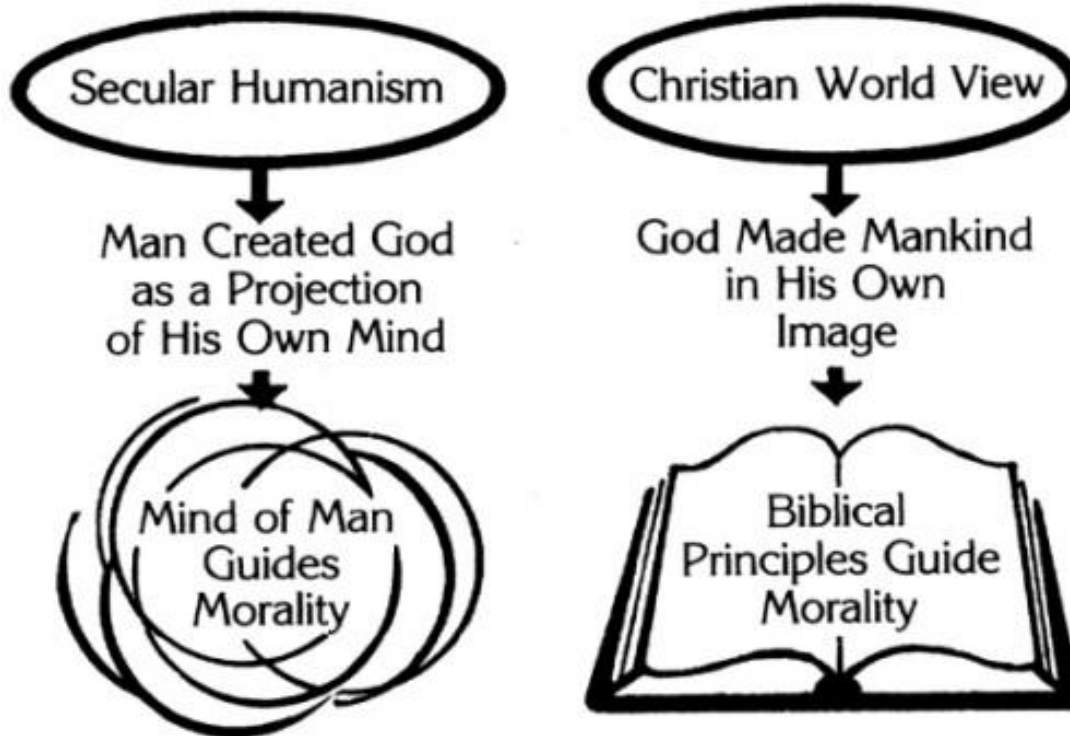 Secular Humanism
Man Created God
as a Projection
of His Own Mind
Mind of Man
Guides
Morality
Christian World View
God Made Mankind
in His Own
Image
Biblical
Principles Guide
Morality